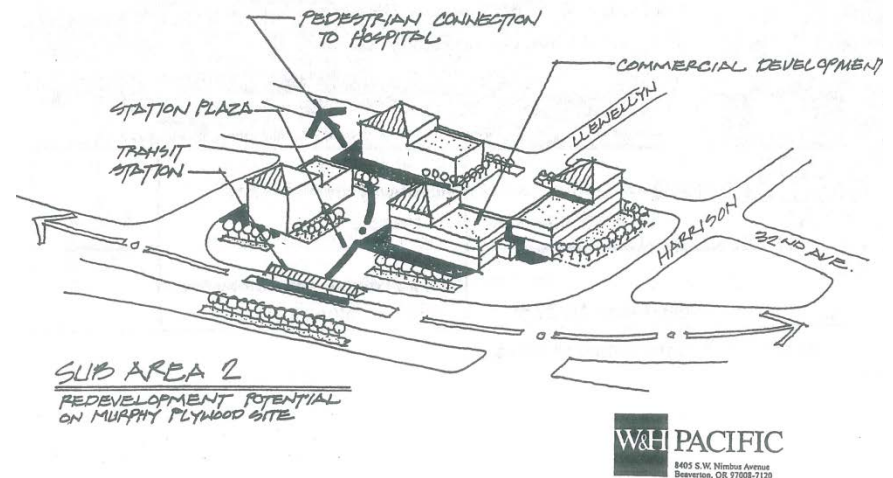 PEDESTRIAN CONNECTION
TO HOSPITAL
COMMERCIAL DEVELOPMENT
STATION PLAZA
LLEWELLYN
TRANSIT
STATION
HARRISON
32ND AVE.
SUB AREA 2
REDEVELOPMENT POTENTIAL
ON MURPHY PLYWOOD SITE
W&H PACIFIC
8405 S.W. Nimbus Avenue
Beaverton, OR 97008-7120